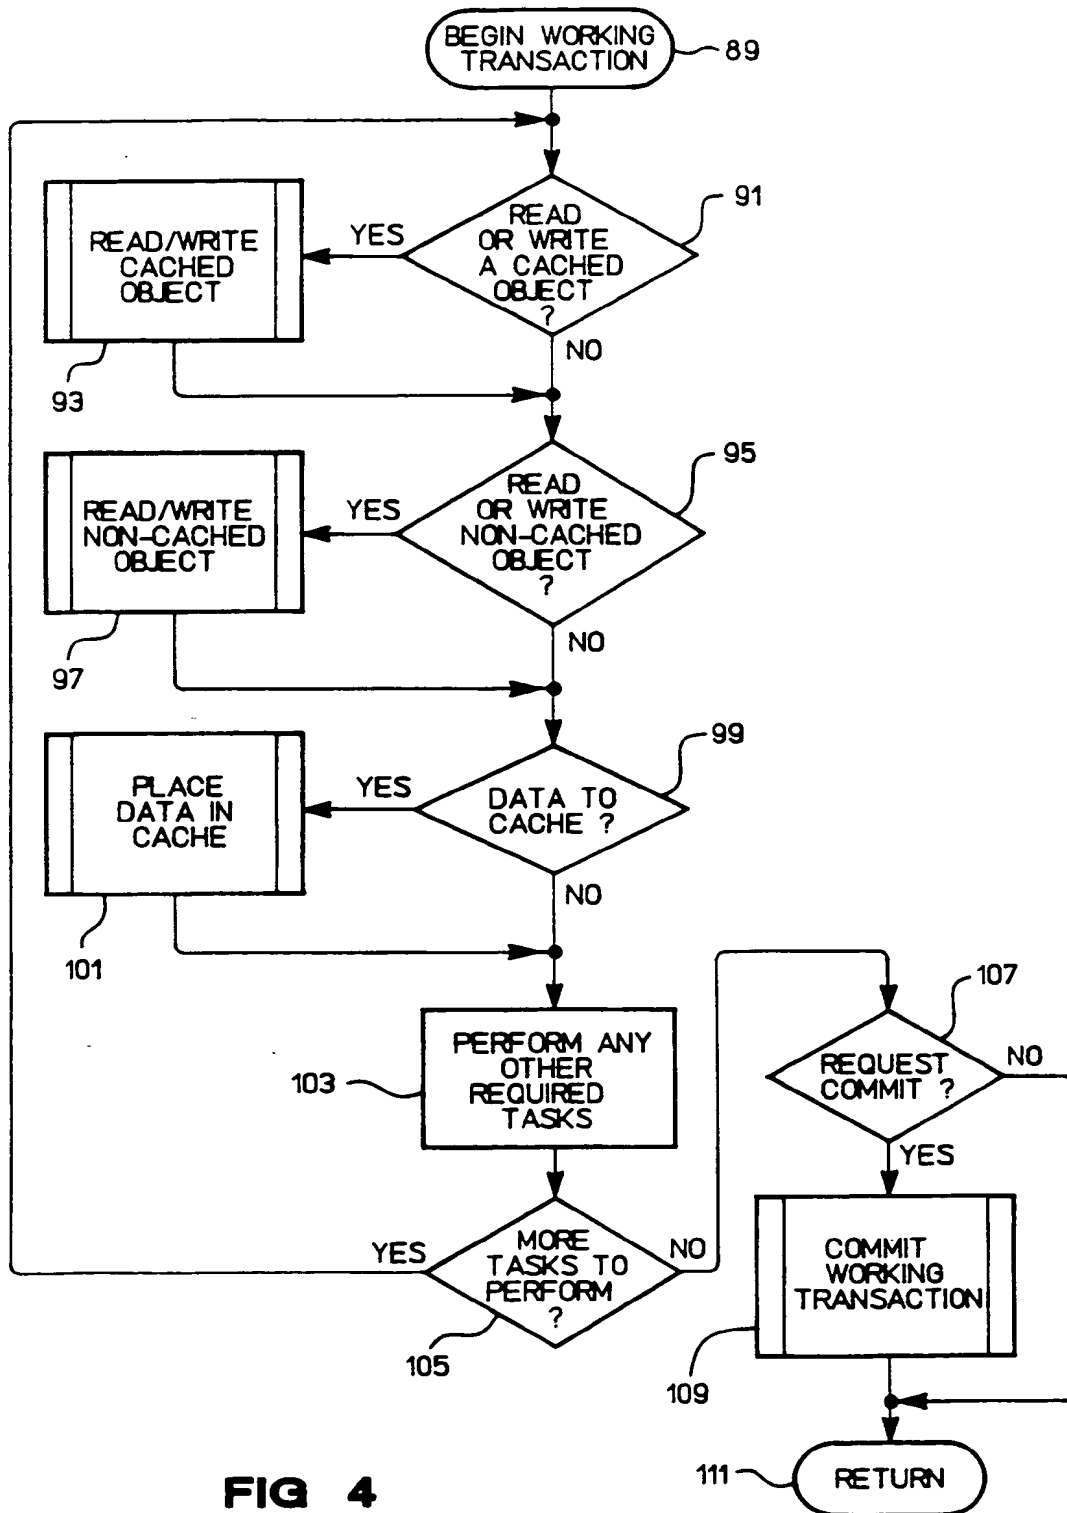 BEGIN WORKING
TRANSACTION
89
READ
OR WRITE
A CACHED
OBJECT
?
91
YES
NO
READ/WRITE
CACHED
OBJECT
93
READ
OR WRITE
NON-CACHED
OBJECT
?
95
YES
NO
READ/WRITE
NON-CACHED
OBJECT
97
DATA TO
CACHE ?
99
YES
NO
PLACE
DATA IN
CACHE
101
PERFORM ANY
OTHER
REQUIRED
TASKS
103
MORE
TASKS TO
PERFORM
?
105
YES
NO
REQUEST
COMMIT ?
107
NO
YES
COMMIT
WORKING
TRANSACTION
109
RETURN
111
FIG 4